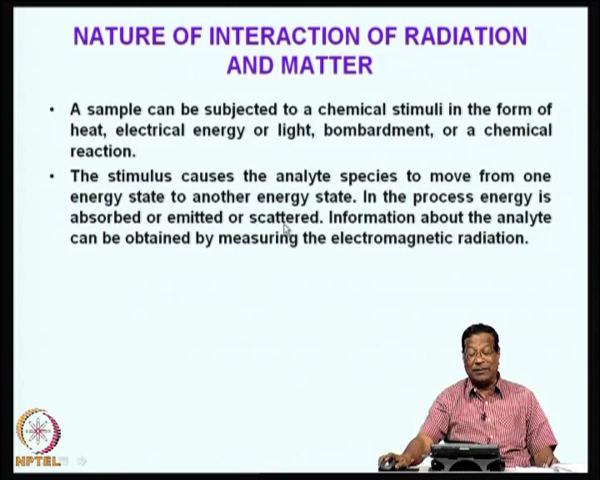 NATURE OF INTERACTION OF RADIATION
AND MATTER
• A sample can be subjected to a chemical stimuli in the form of
heat, electrical energy or light, bombardment, or a chemical
reaction.
• The stimulus causes the analyte species to move from one
energy state to another energy state. In the process energy is
absorbed or emitted or scattered. Information about the analyte
can be obtained by measuring the electromagnetic radiation.
NPTEL